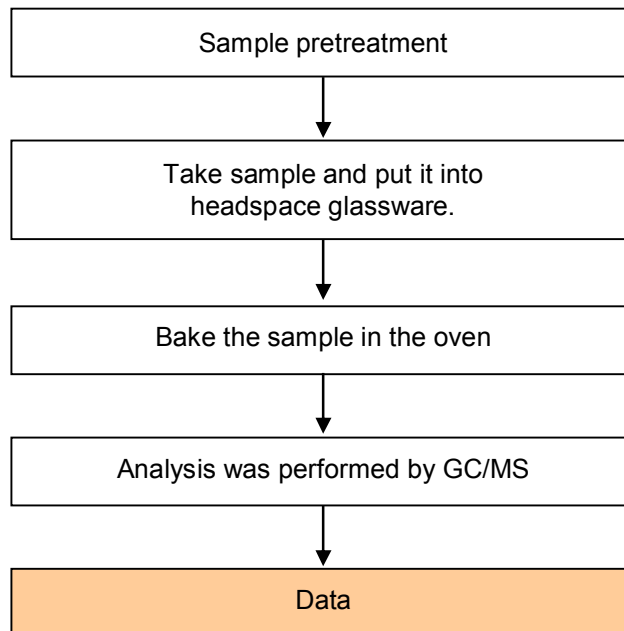 Sample pretreatment
Take sample and put it into
headspace glassware.
Bake the sample in the oven
Analysis was performed by GC/MS
Data